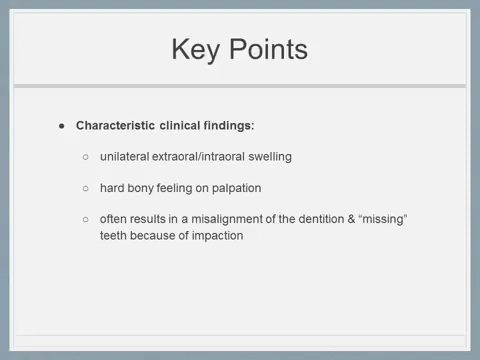 Key Points
● Characteristic clinical findings:
○ unilateral extraoral/intraoral swelling
○ hard bony feeling on palpation
○ often results in a misalignment of the dentition & “missing”
teeth because of impaction